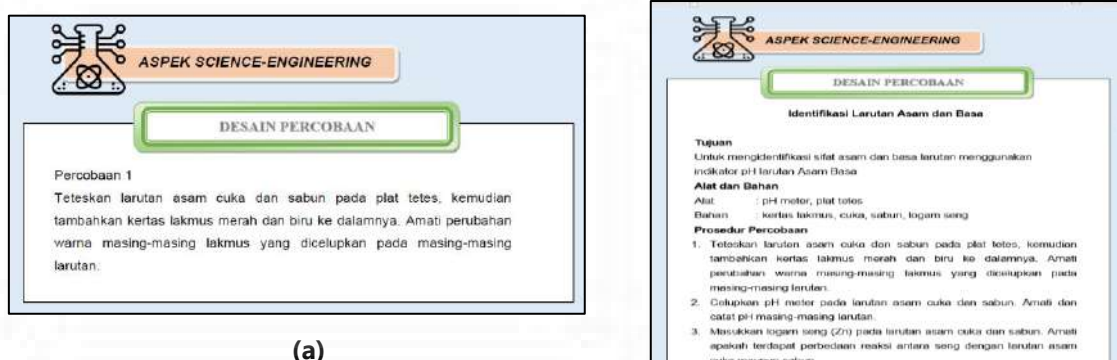 ASPEK SCIENCE-ENGINEERING
DESAIN PERCOBAAN
Percobaan 1
Teteskan larutan asam cuka dan sabun pada plat tetes, kemudian
tambahkan kertas lakmus merah dan biru ke dalamnya. Amati perubahan
warna masing-masing lakmus yang dicelupkan pada masing-masing
larutan.
(a)
ASPEK SCIENCE-ENGINEERING
DESAIN PERCOBAAN
Identifikasi Larutan Asam dan Basa
Tujuan
Untuk mengidentifikasi sifat asam dan basa larutan menggunakan
indikator pH larutan Asam Basa
Alat dan Bahan
Alat : pH meter, plat tetes
Bahan : kertas lakmus, cuka, sabun, logam seng
Prosedur Percobaan
1. Teteskan larutan asam cuka dan sabun pada plat tetes, kemudian
tambahkan kertas lakmus merah dan biru ke dalamnya. Amati
perubahan warna masing-masing lakmus yang dicelupkan pada
masing-masing larutan.
2. Celupkan pH meter pada larutan asam cuka dan sabun. Amati dan
catat pH masing-masing larutan.
3. Masukkan logam seng (Zn) pada larutan asam cuka dan sabun. Amati
apakah terdapat perbedaan reaksi antara seng dengan larutan asam